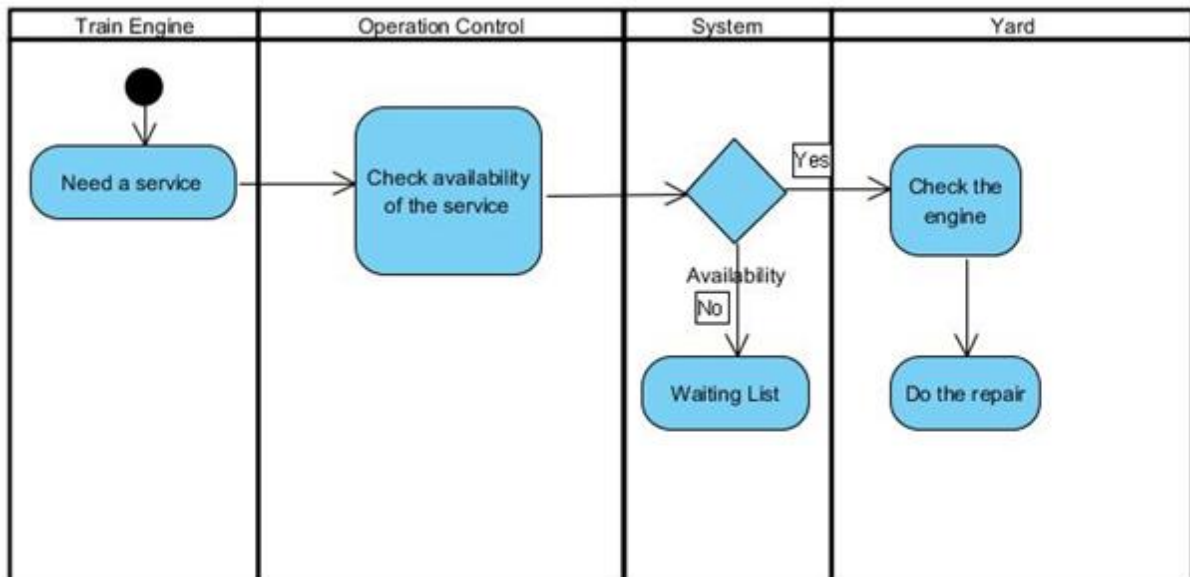 Train Engine
Operation Control
System
Yard
Need a service
Check availability
of the service
Yes
Check the
engine
Availability
No
Waiting List
Do the repair